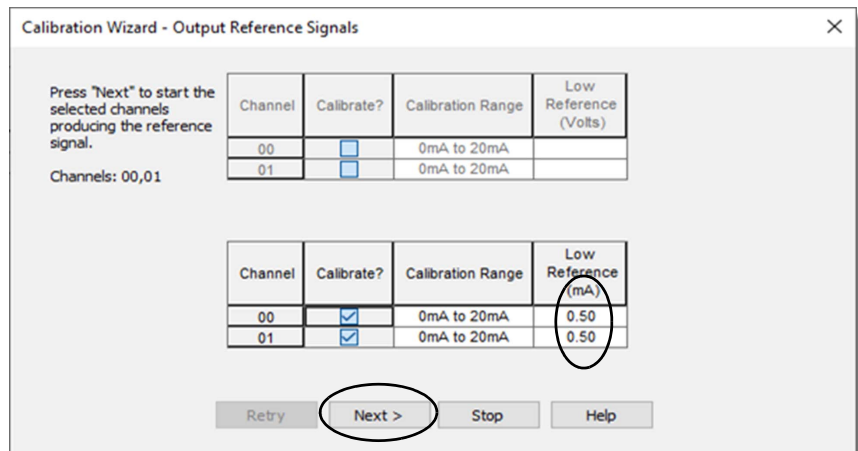 Calibration Wizard - Output Reference Signals
Press "Next" to start the
selected channels
producing the reference
signal.
Channels: 00,01
Channel Calibrate? Calibration Range Low Reference (Volts)
00 0mA to 20mA
01 0mA to 20mA
Channel Calibrate? Calibration Range Low Reference (mA)
00 0mA to 20mA 0.50
01 0mA to 20mA 0.50
Retry Next > Stop Help